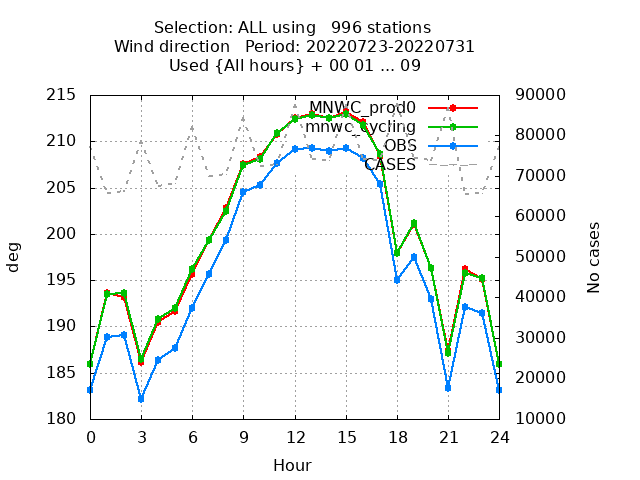 Selection: ALL using   996 stations
Wind direction   Period: 20220723-20220731
Used {All hours} + 00 01 ... 09
215
210
205
200
195
190
185
180
90000
80000
70000
60000
50000
40000
30000
20000
10000
MNWC_prod0
mnwc_cycling
OBS
CASES
deg
No cases
0 3 6 9 12 15 18 21 24
Hour